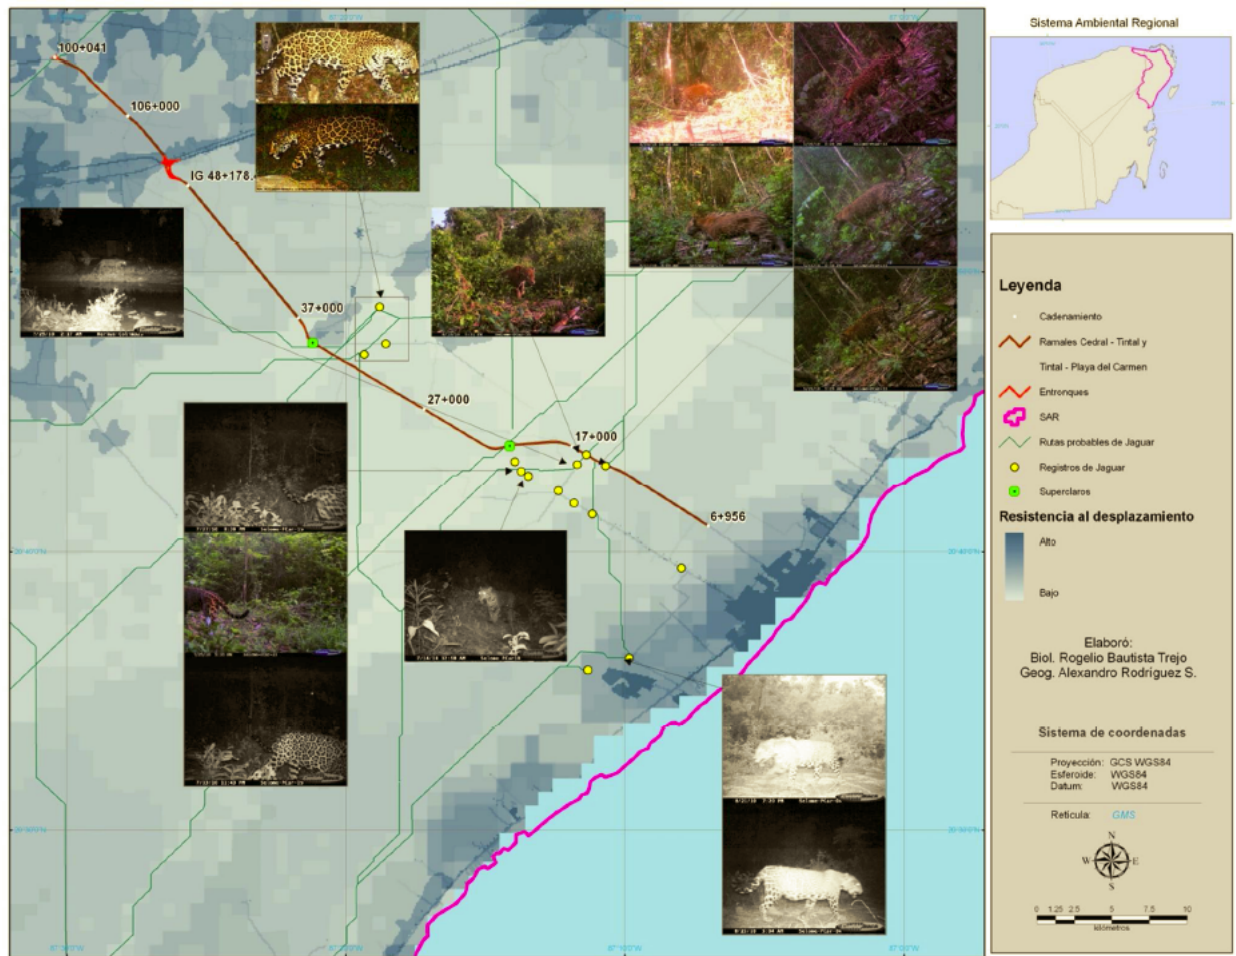 100+041
106+000
IG 48+178.
37+000
27+000
17+000
6+956
Sistema Ambiental Regional
Leyenda
Cadenamiento
Ramales Cedral - Tintal y
Tintal - Playa del Carmen
Entronques
SAR
Rutas probables de Jaguar
Registros de Jaguar
Superclaros
Resistencia al desplazamiento
Alto
Bajo
Elaboró:
Biol. Rogelio Bautista Trejo
Geog. Alexandro Rodríguez S.
Sistema de coordenadas
Proyección: GCS WGS84
Esferoide: WGS84
Datum: WGS84
Retícula: GMS
N
W E
S
0 1.25 2.5 5 7.5 10
kilómetros